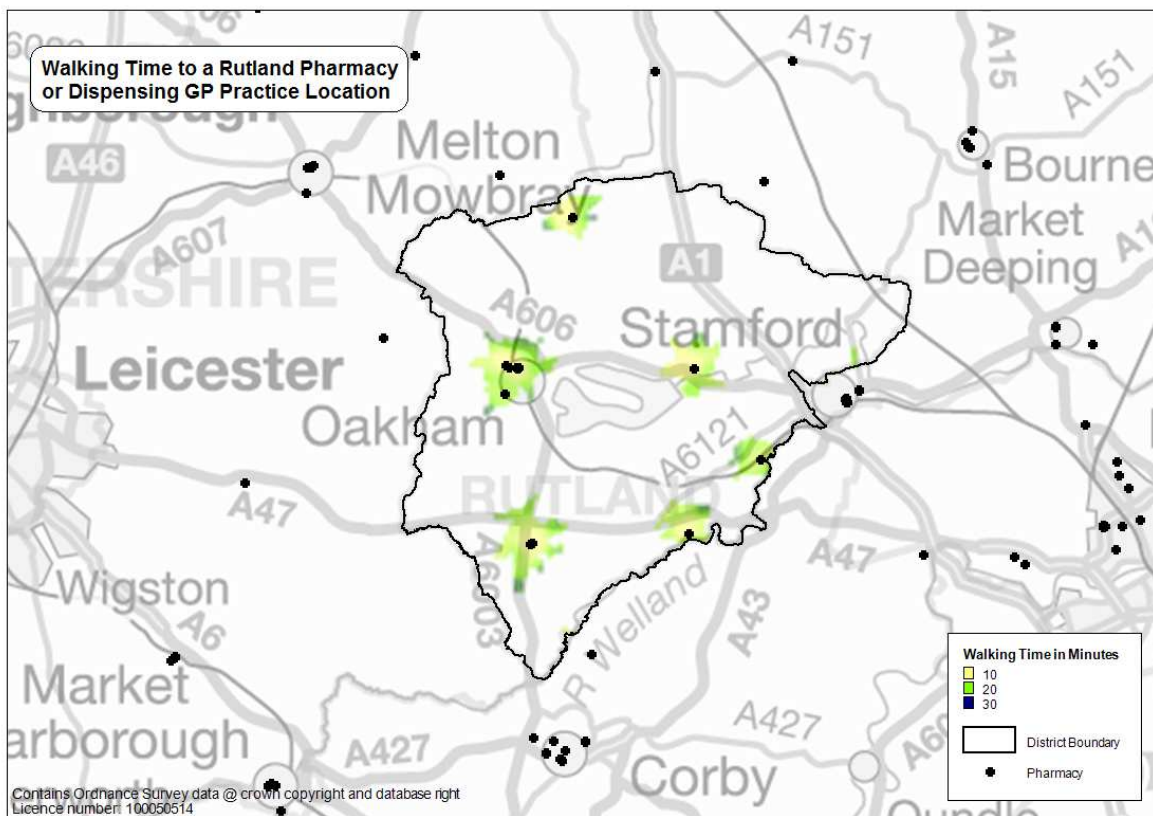 Walking Time to a Rutland Pharmacy
or Dispensing GP Practice Location
A151
A15
A151
A46
Melton
Mowbray
Bourne
A607
Market
Deeping
TERSHIRE
A1
A606
Stamford
Leicester
Oakham
A6121
RUTLAND
A47
A47
A6003
Wigston
A6
R Welland
A43
Market
arborough
A427
A427
Corby
Walking Time in Minutes
10
20
30
District Boundary
Pharmacy
Contains Ordnance Survey data @ crown copyright and database right
Licence number: 100050514